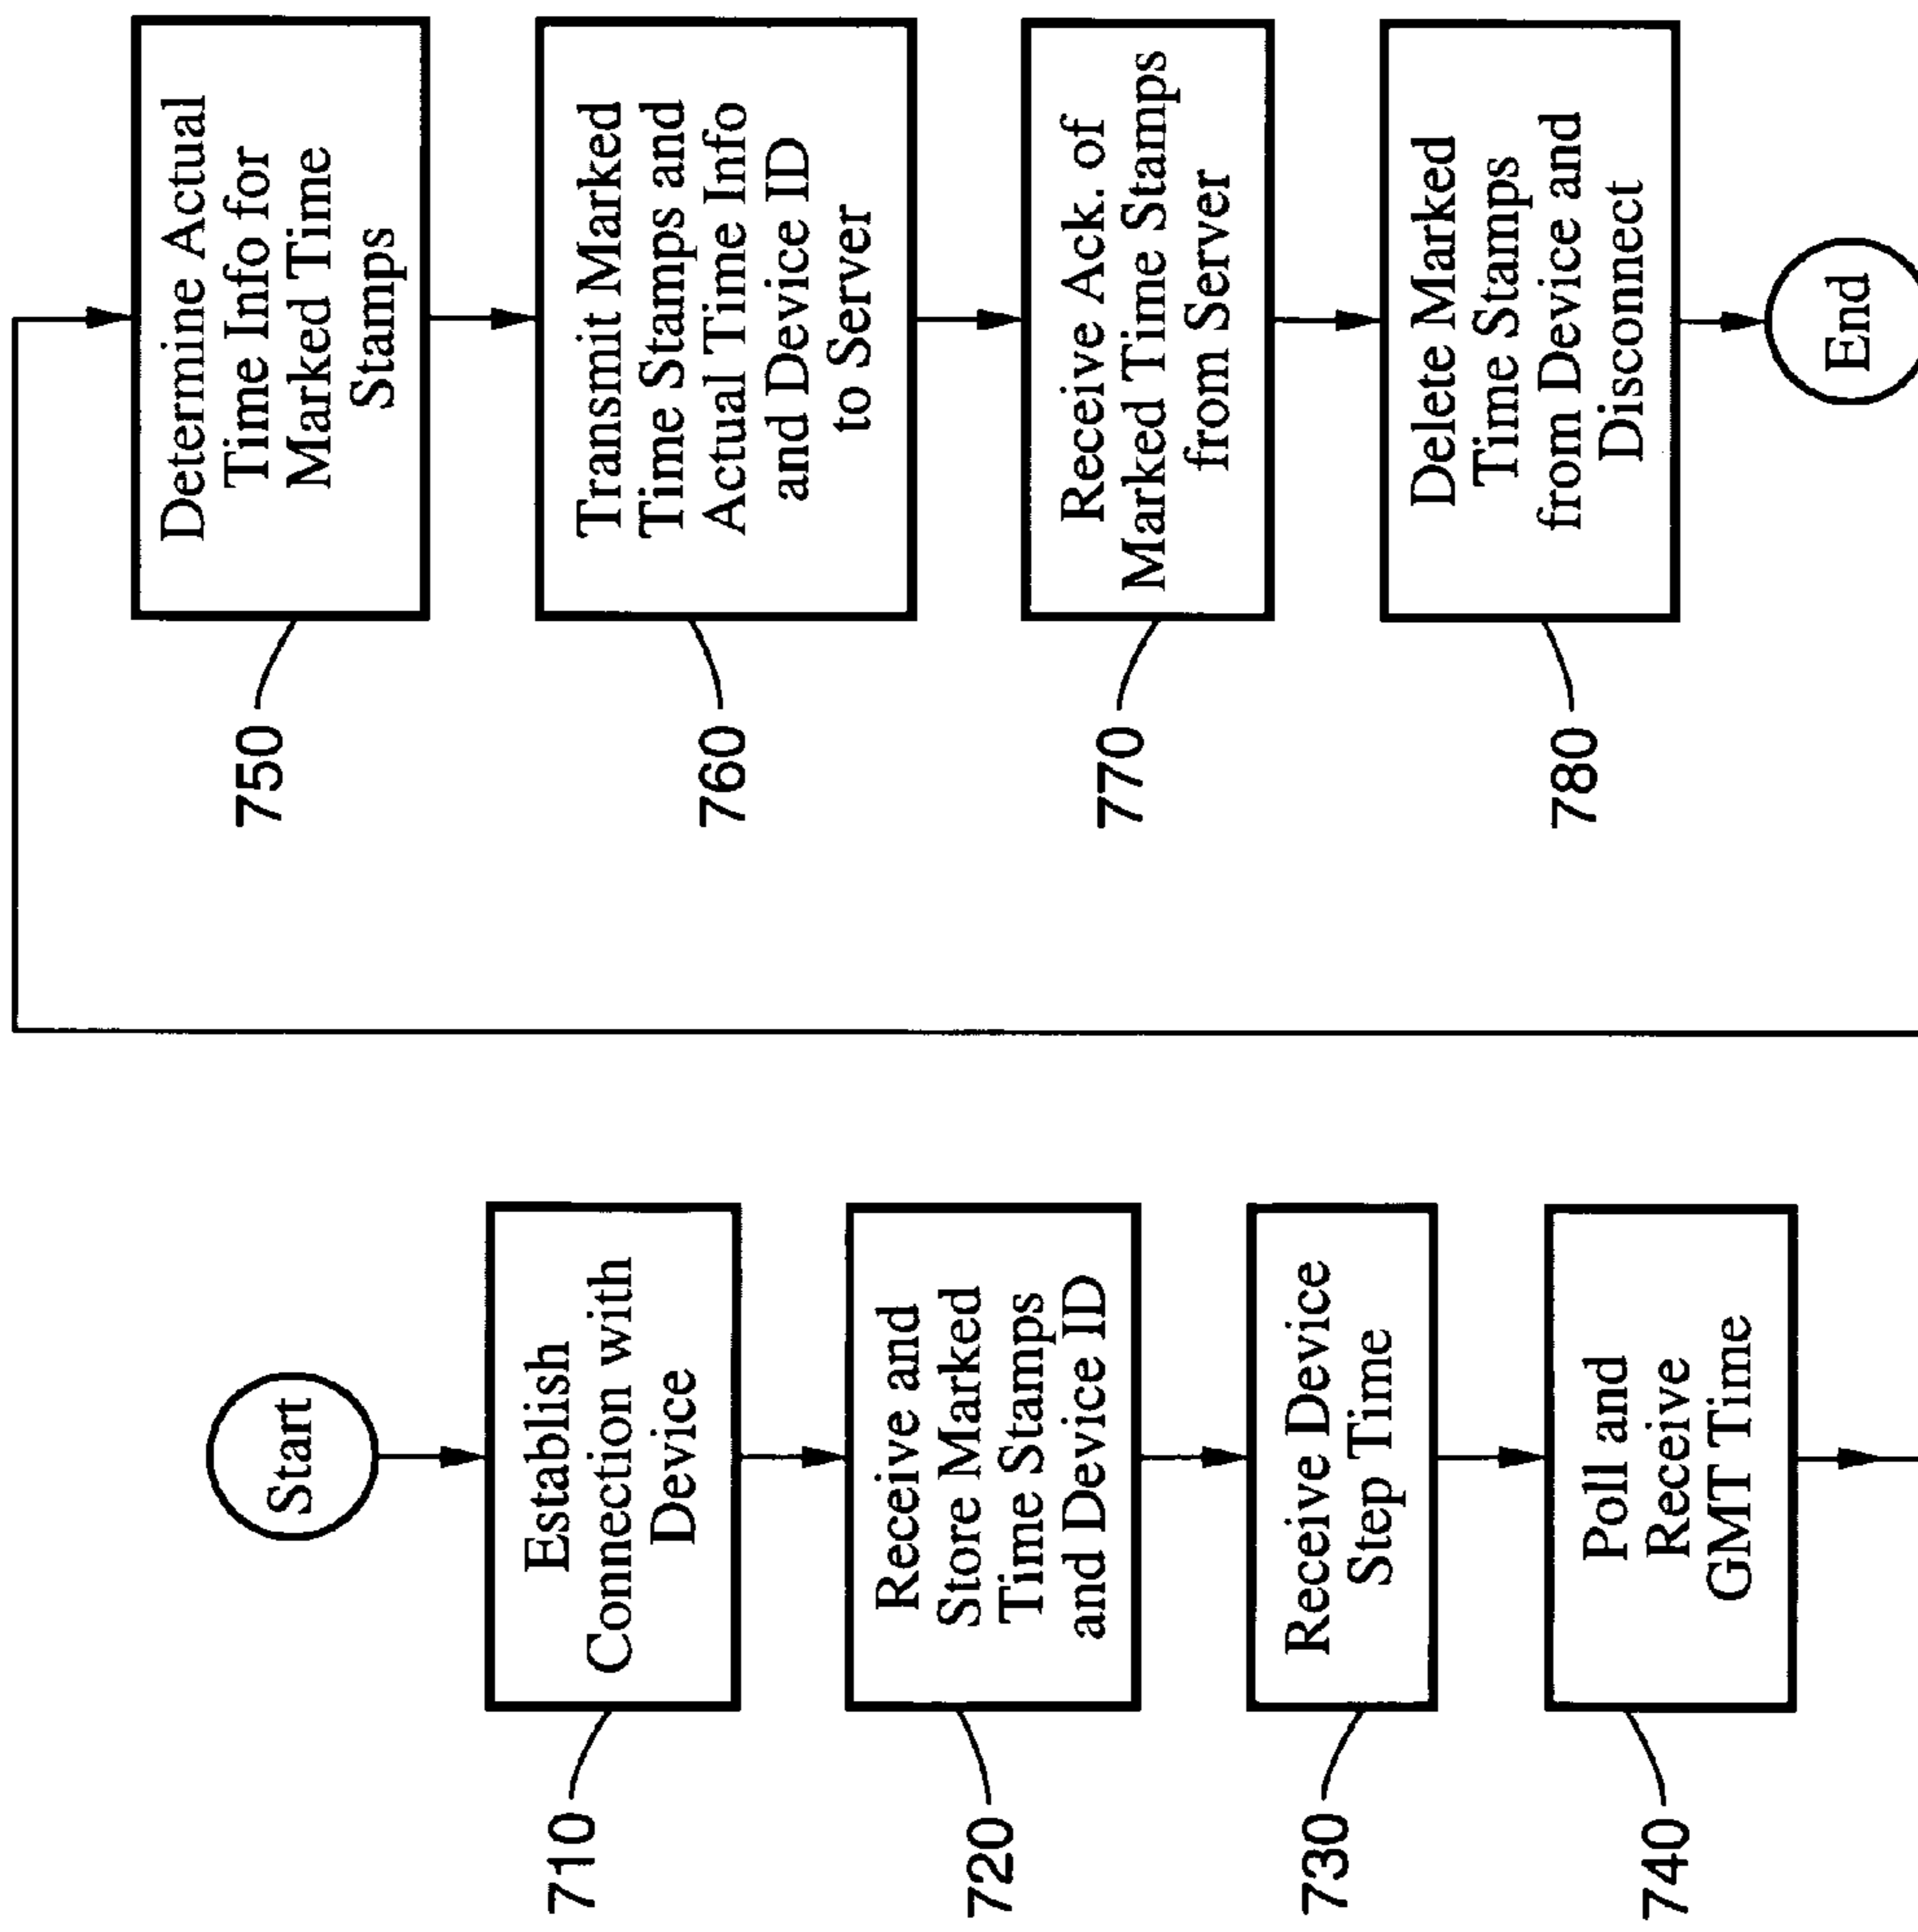 Start
710
Establish
Connection with
Device
720
Receive and
Store Marked
Time Stamps
and Device ID
730
Receive Device
Step Time
740
Poll and
Receive
GMT Time
750
Determine Actual
Time Info for
Marked Time
Stamps
760
Transmit Marked
Time Stamps and
Actual Time Info
and Device ID
to Server
770
Receive Ack. of
Marked Time Stamps
from Server
780
Delete Marked
Time Stamps
from Device and
Disconnect
End